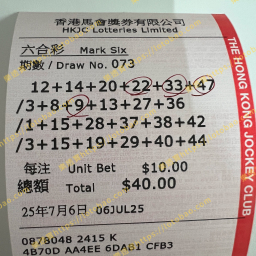 香港馬會獎券有限公司
HKJC Lotteries Limited
六合彩 Mark Six
期數 / Draw No. 073
12+14+20+22+33+47
/3+8+9+13+27+36
/1+15+28+37+38+42
/3+15+19+29+40+44
每注 Unit Bet $10.00
總額 Total $40.00
25年7月6日 06JUL25
0878048 2415 K
4B70D AA4EE 6DAB1 CFB3
THE HONG KONG JOCKEY CLUB